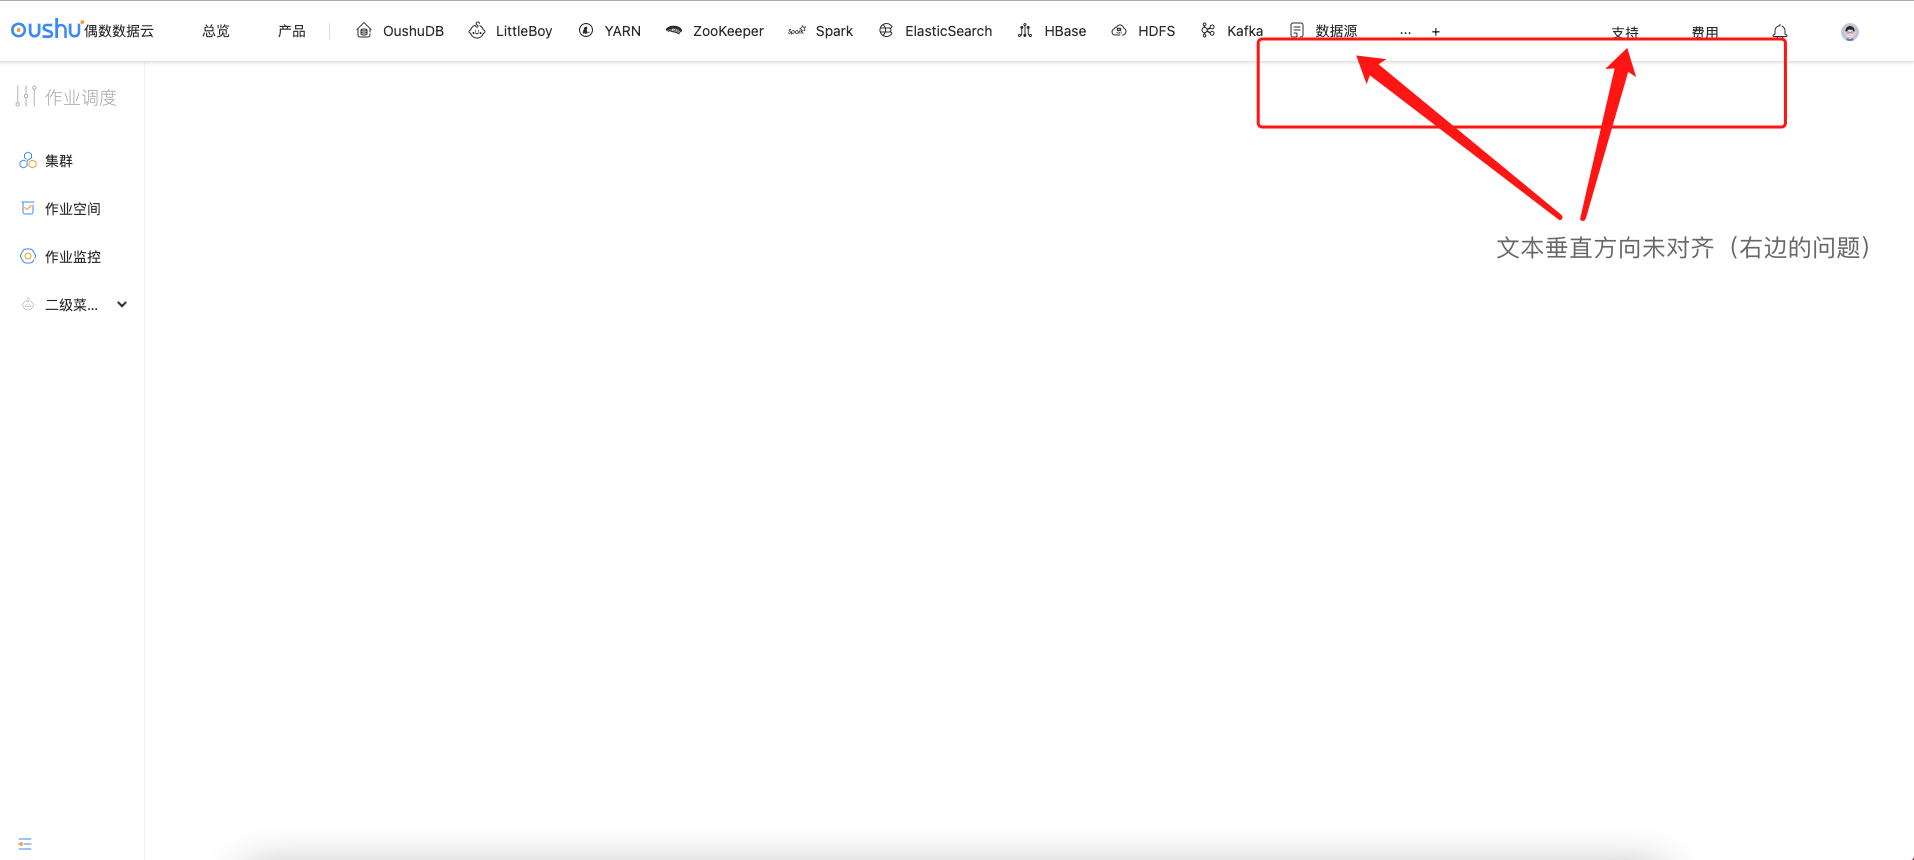 Oushu偶数数据云 总览 产品 OushuDB LittleBoy YARN ZooKeeper Spark Spark ElasticSearch HBase HDFS Kafka 数据源 ... + 支持 费用
作业调度
集群
作业空间
作业监控
二级菜...
文本垂直方向未对齐（右边的问题）